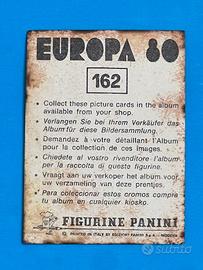 EUROPA 80
162
• Collect these picture cards in the album
available from your shop.
• Verlangen Sie bei Ihrem Verkäufer das
Album für diese Bildersammlung.
• Demandez à votre détaillant l'album
pour la collection de ces images.
• Chiedete al vostro rivenditore l'album
per la raccolta di queste figurine.
• Vraagt aan uw verkoper het album voor
uw verzameling van deze prentjes.
• Para coleccionar estos cromos compra
tu album en cualquier kiosko.
FIGURINE PANINI
PRINTED IN ITALY BY EDIZIONI PANINI S.p.A. - MODENA
subito